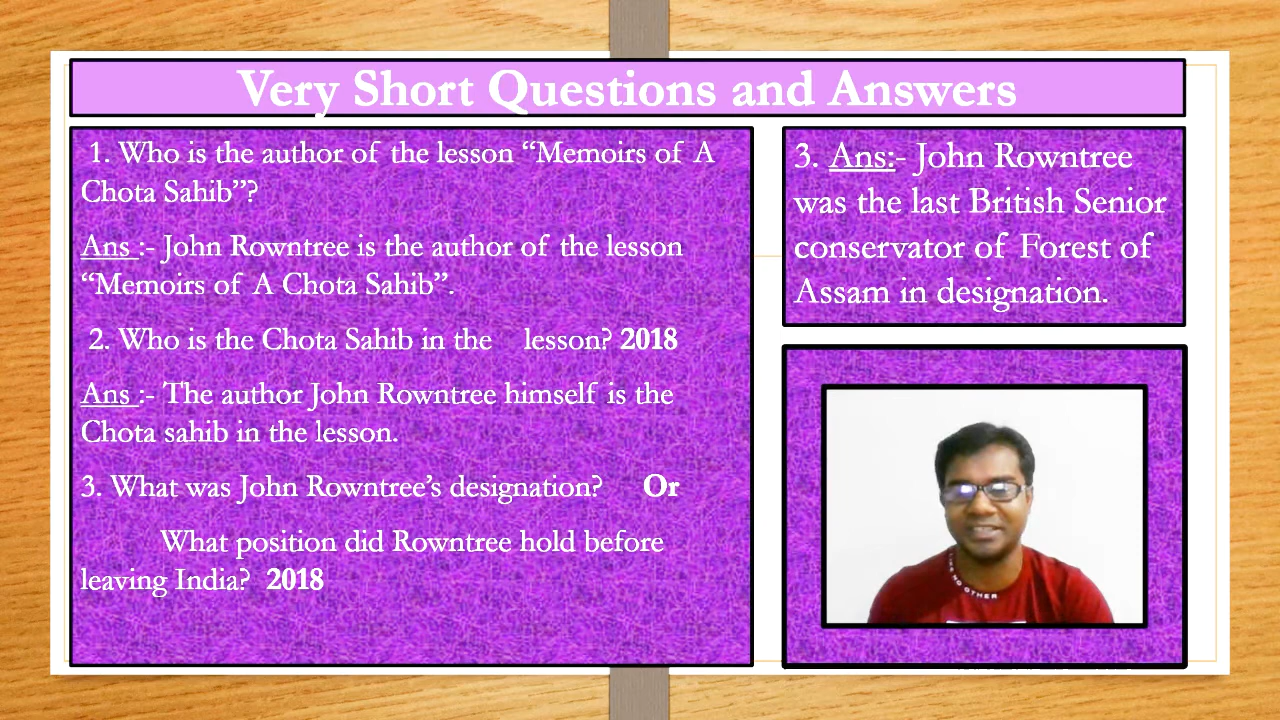 Very Short Questions and Answers
1. Who is the author of the lesson “Memoirs of A
Chota Sahib”?
Ans :- John Rowntree is the author of the lesson
“Memoirs of A Chota Sahib”.
2. Who is the Chota Sahib in the lesson? 2018
Ans :- The author John Rowntree himself is the
Chota sahib in the lesson.
3. What was John Rowntree’s designation? Or
What position did Rowntree hold before
leaving India? 2018
3. Ans:- John Rowntree
was the last British Senior
conservator of Forest of
Assam in designation.
NO OTHER